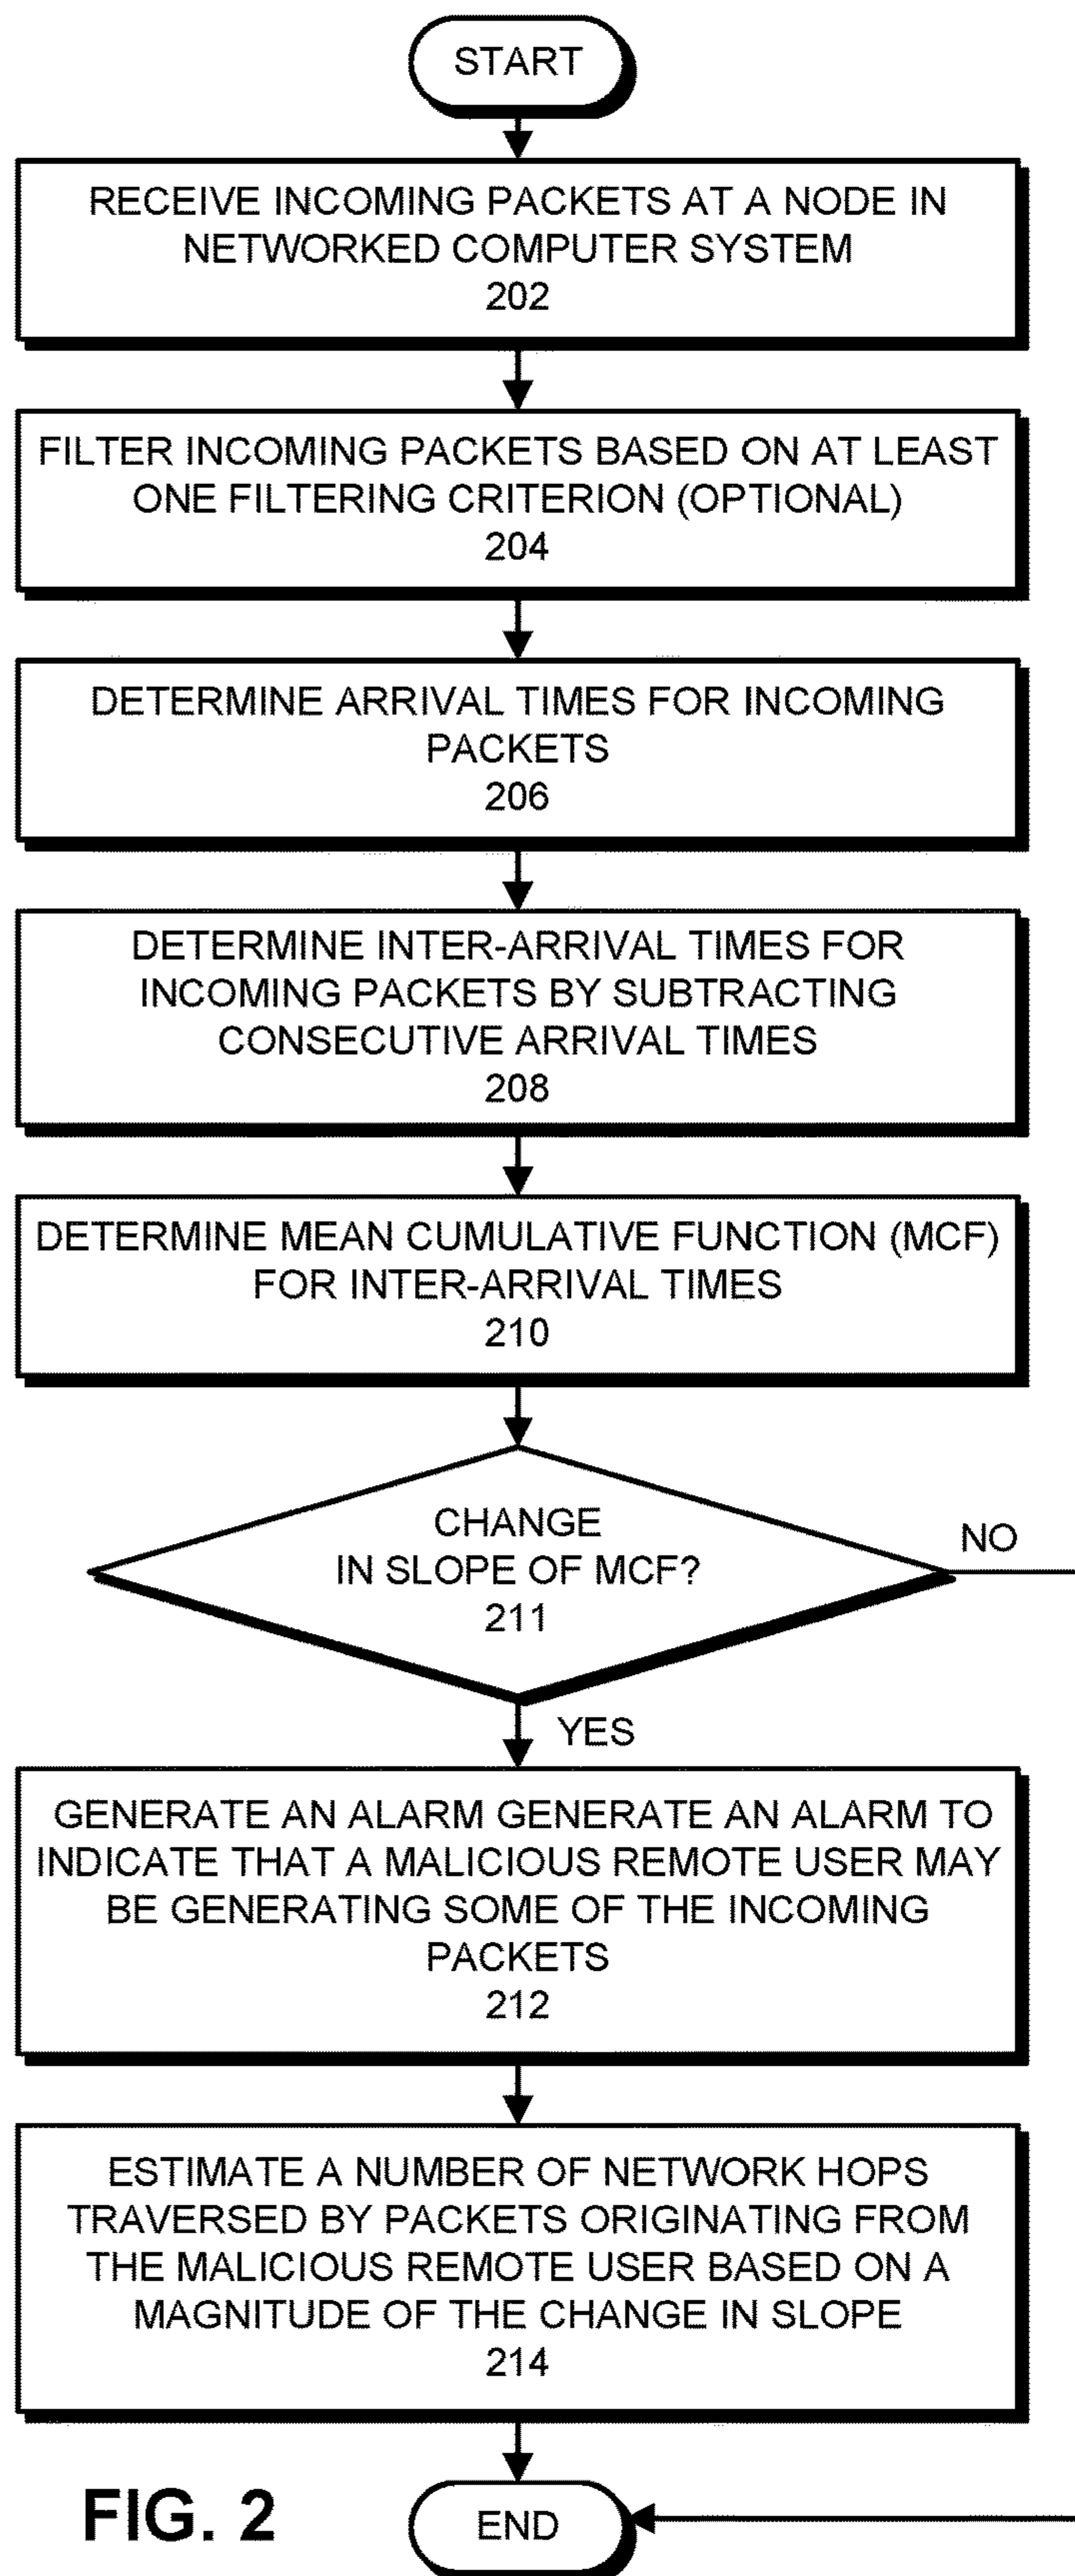 START
RECEIVE INCOMING PACKETS AT A NODE IN
NETWORKED COMPUTER SYSTEM
202
FILTER INCOMING PACKETS BASED ON AT LEAST
ONE FILTERING CRITERION (OPTIONAL)
204
DETERMINE ARRIVAL TIMES FOR INCOMING
PACKETS
206
DETERMINE INTER-ARRIVAL TIMES FOR
INCOMING PACKETS BY SUBTRACTING
CONSECUTIVE ARRIVAL TIMES
208
DETERMINE MEAN CUMULATIVE FUNCTION (MCF)
FOR INTER-ARRIVAL TIMES
210
CHANGE
IN SLOPE OF MCF?
211
NO
YES
GENERATE AN ALARM GENERATE AN ALARM TO
INDICATE THAT A MALICIOUS REMOTE USER MAY
BE GENERATING SOME OF THE INCOMING
PACKETS
212
ESTIMATE A NUMBER OF NETWORK HOPS
TRAVERSED BY PACKETS ORIGINATING FROM
THE MALICIOUS REMOTE USER BASED ON A
MAGNITUDE OF THE CHANGE IN SLOPE
214
FIG. 2
END